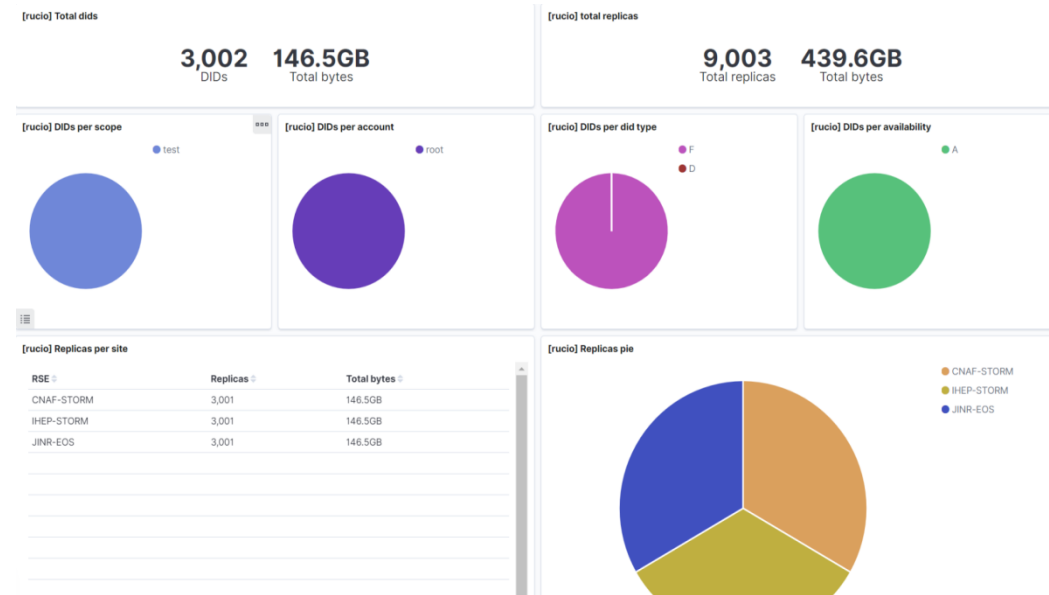 [rucio] Total dids
3,002 146.5GB
DIDs Total bytes
[rucio] total replicas
9,003 439.6GB
Total replicas Total bytes
[rucio] DIDs per scope
test
[rucio] DIDs per account
root
[rucio] DIDs per did type
F
D
[rucio] DIDs per availability
A
[rucio] Replicas per site
RSE Replicas Total bytes
CNAF-STORM 3,001 146.5GB
IHEP-STORM 3,001 146.5GB
JINR-EOS 3,001 146.5GB
[rucio] Replicas pie
CNAF-STORM
IHEP-STORM
JINR-EOS